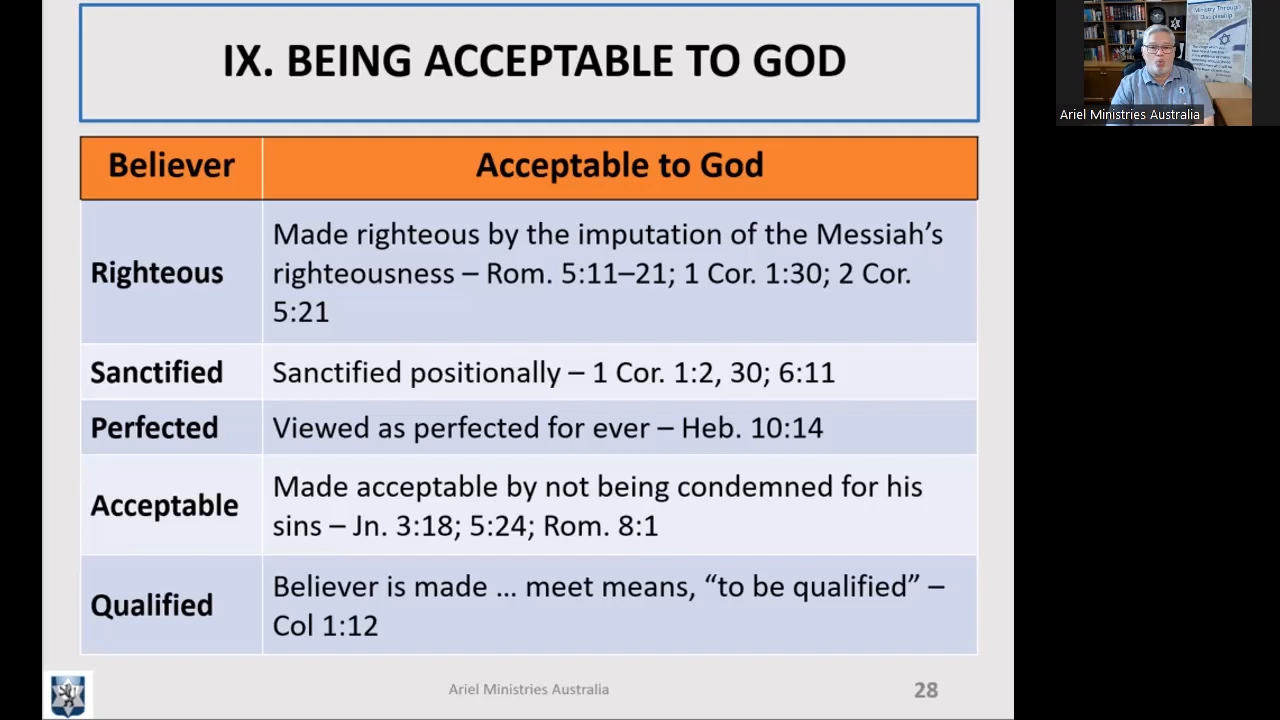 IX. BEING ACCEPTABLE TO GOD
Believer
Acceptable to God
Righteous
Made righteous by the imputation of the Messiah’s
righteousness – Rom. 5:11–21; 1 Cor. 1:30; 2 Cor.
5:21
Sanctified
Sanctified positionally – 1 Cor. 1:2, 30; 6:11
Perfected
Viewed as perfected for ever – Heb. 10:14
Acceptable
Made acceptable by not being condemned for his
sins – Jn. 3:18; 5:24; Rom. 8:1
Qualified
Believer is made ... meet means, “to be qualified” –
Col 1:12
Ariel Ministries Australia
28
Ministry Through
Discipleship
Ariel Ministries Australia